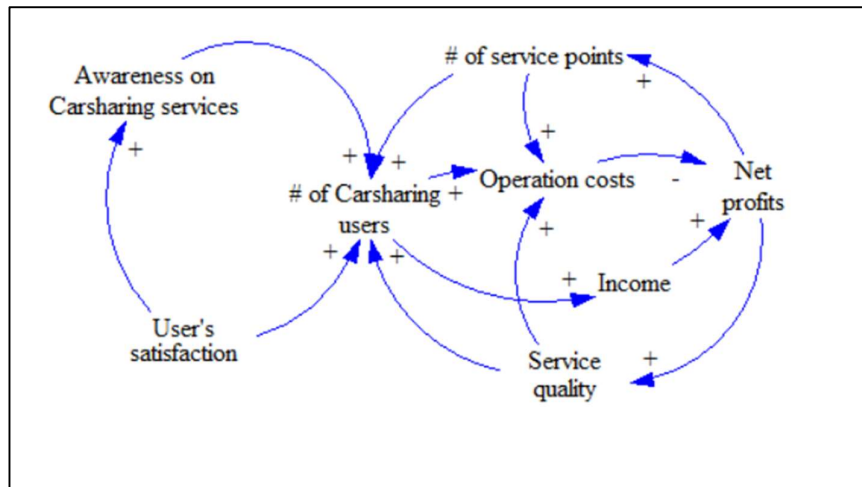 Awareness on
Carsharing services
+
# of service points
+
+
+
+
# of Carsharing
users
+
Operation costs
-
Net
profits
+
+
+
+
+
Income
User's
satisfaction
Service
quality
+